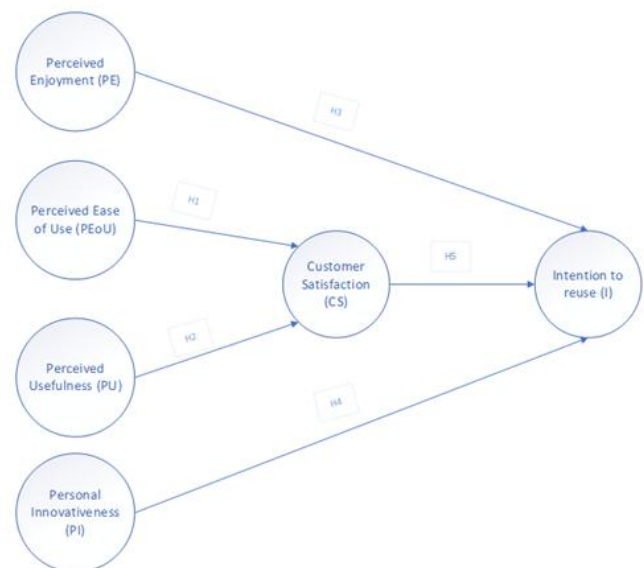 Perceived
Enjoyment (PE)
H3
Perceived Ease
of Use (PEoU)
H1
Customer
Satisfaction
(CS)
H5
Intention to
reuse (I)
H2
Perceived
Usefulness (PU)
H4
Personal
Innovativeness
(PI)